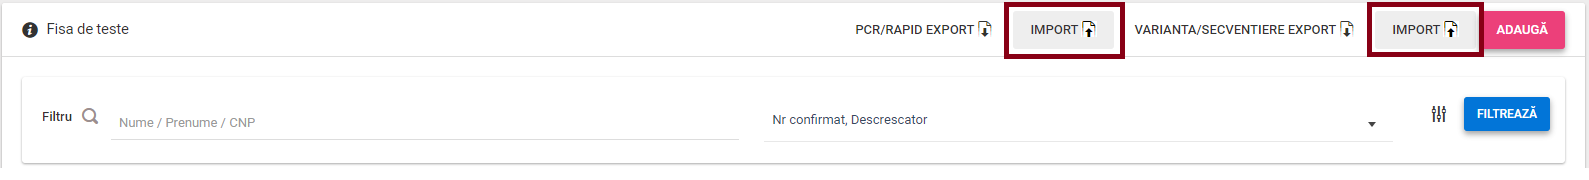 Fisa de teste PCR/RAPID EXPORT IMPORT VARIANTA/SECVENTIERE EXPORT IMPORT ADAUGĂ
Filtru Nume / Prenume / CNP Nr confirmat, Descrescator FILTREAZĂ